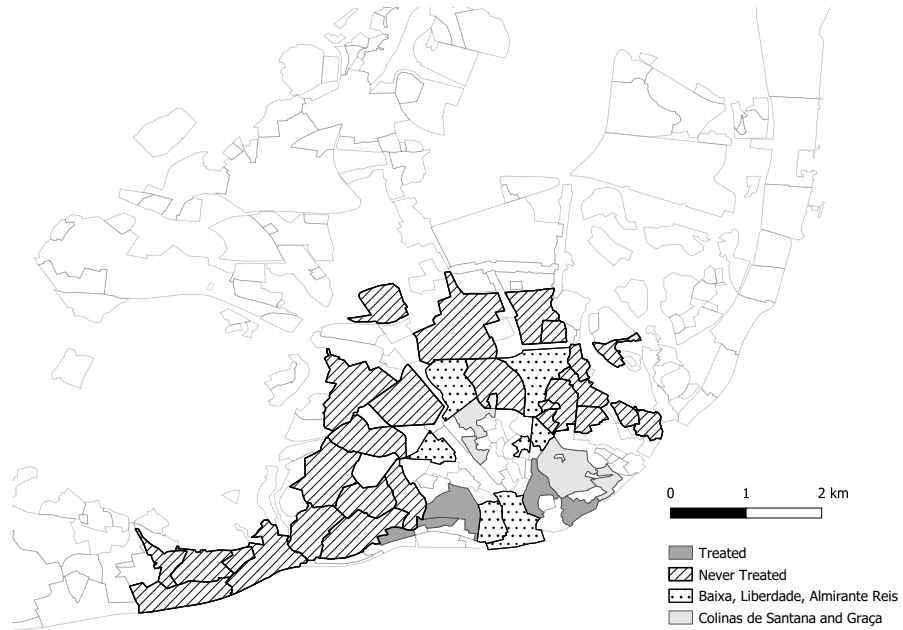 0 1 2 km
Treated
Never Treated
Baixa, Liberdade, Almirante Reis
Colinas de Santana and Graça